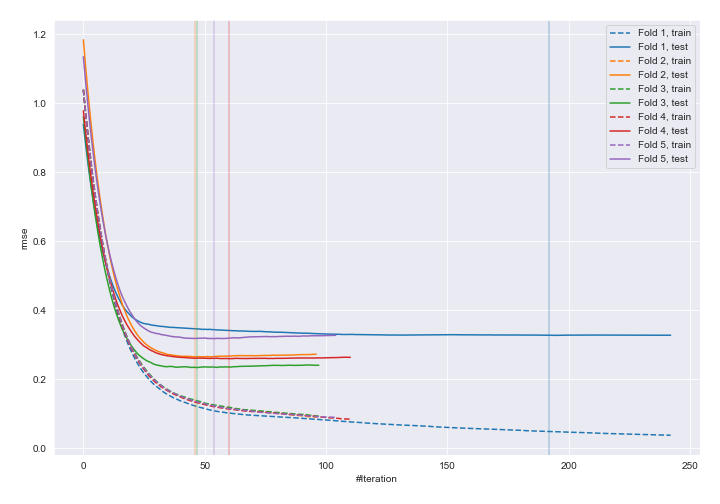 1.2
1.0
0.8
0.6
0.4
0.2
0.0
rmse
0
50
100
150
200
250
#Iteration
Fold 1, train
Fold 1, test
Fold 2, train
Fold 2, test
Fold 3, train
Fold 3, test
Fold 4, train
Fold 4, test
Fold 5, train
Fold 5, test